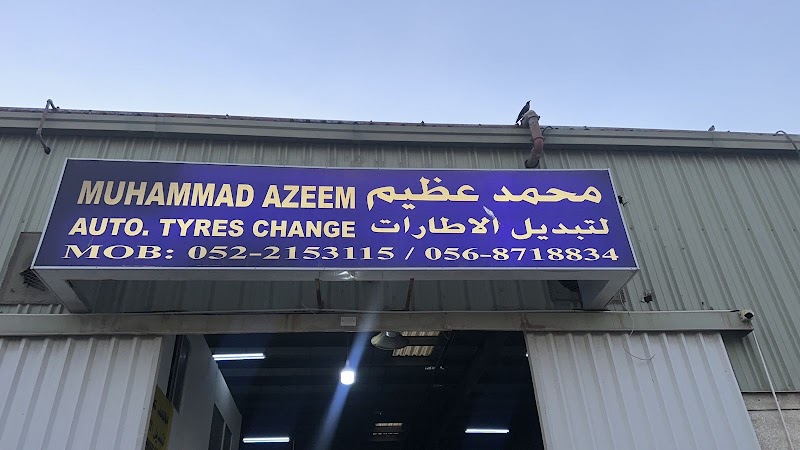 MUHAMMAD AZEEM محمد عظيم
AUTO. TYRES CHANGE لتبديل الاطارات
MOB: 052-2153115 / 056-8718834